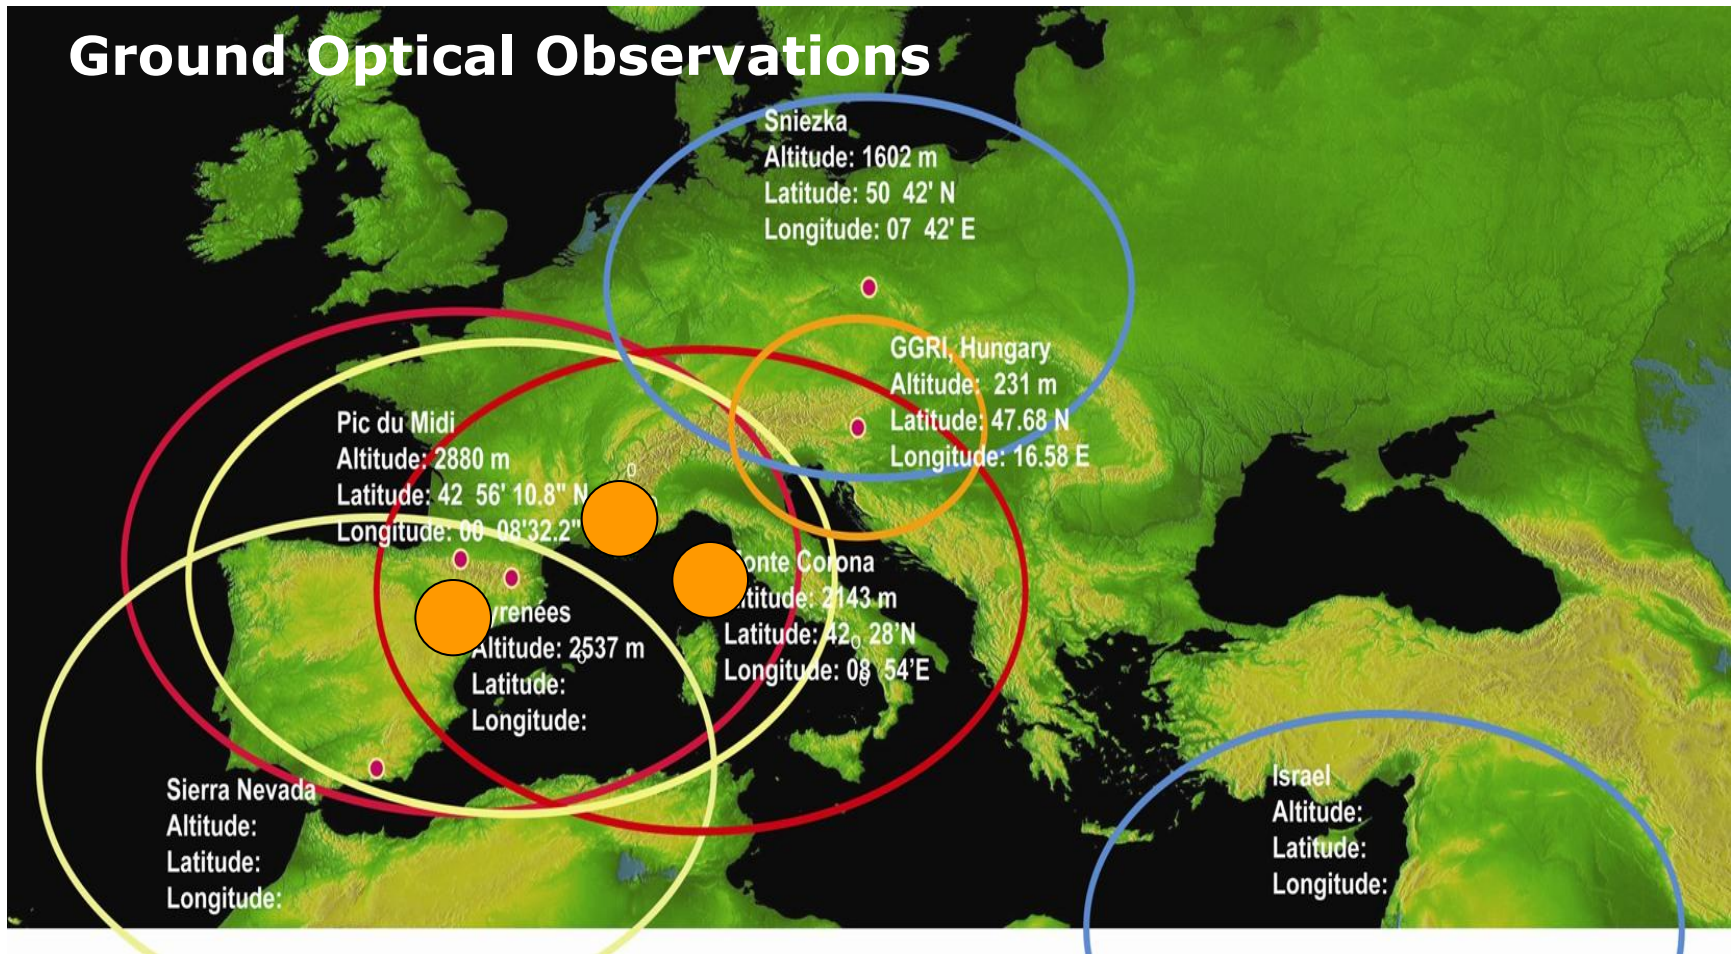 Ground Optical Observations
Sniezka
Altitude: 1602 m
Latitude: 50 42' N
Longitude: 07 42' E
GGRI, Hungary
Altitude: 231 m
Latitude: 47.68 N
Longitude: 16.58 E
Pic du Midi
Altitude: 2880 m
Latitude: 42 56' 10.8" N
Longitude: 00 08'32.2"
onte Corona
ltitude: 2143 m
Latitude: 42 28'N
Longitude: 08 54'E
yrenées
Altitude: 2537 m
Latitude:
Longitude:
Sierra Nevada
Altitude:
Latitude:
Longitude:
Israel
Altitude:
Latitude:
Longitude: